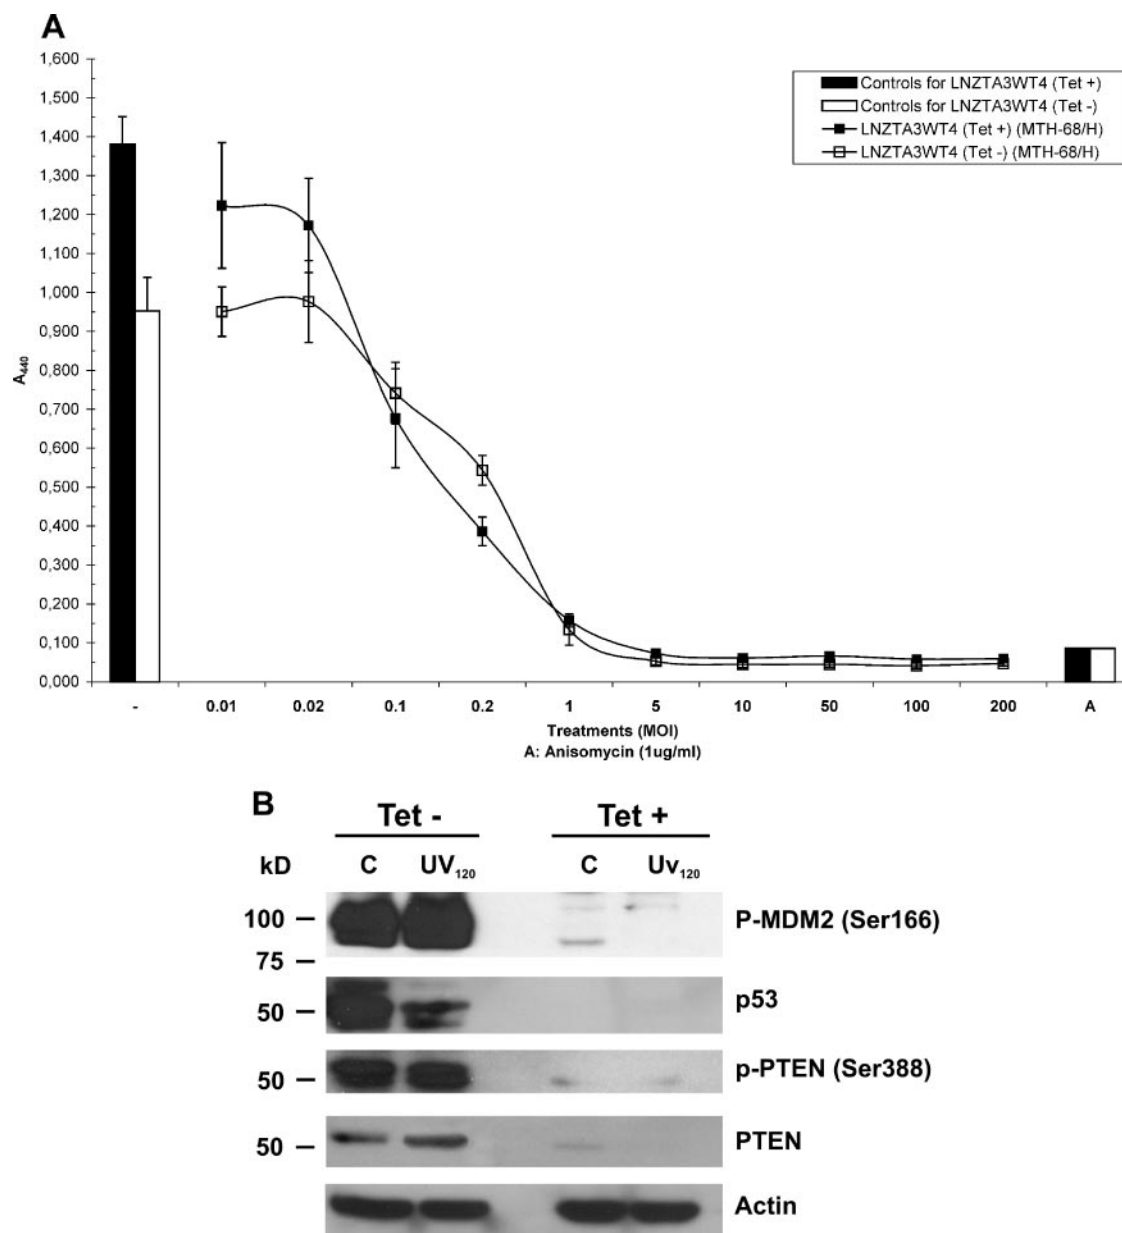 A
1,600
1,500
1,400
1,300
1,200
1,100
1,000
0,900
0,800
0,700
0,600
0,500
0,400
0,300
0,200
0,100
0,000
A440
Controls for LNZTA3WT4 (Tet +)
Controls for LNZTA3WT4 (Tet -)
LNZTA3WT4 (Tet +) (MTH-68/H)
LNZTA3WT4 (Tet -) (MTH-68/H)
- 0.01 0.02 0.1 0.2 1 5 10 50 100 200 A
Treatments (MOI)
A: Anisomycin (1ug/ml)
B
Tet - Tet +
kD C UV120 C Uv120
100 P-MDM2 (Ser166)
75
50 p53
50 p-PTEN (Ser388)
50 PTEN
Actin